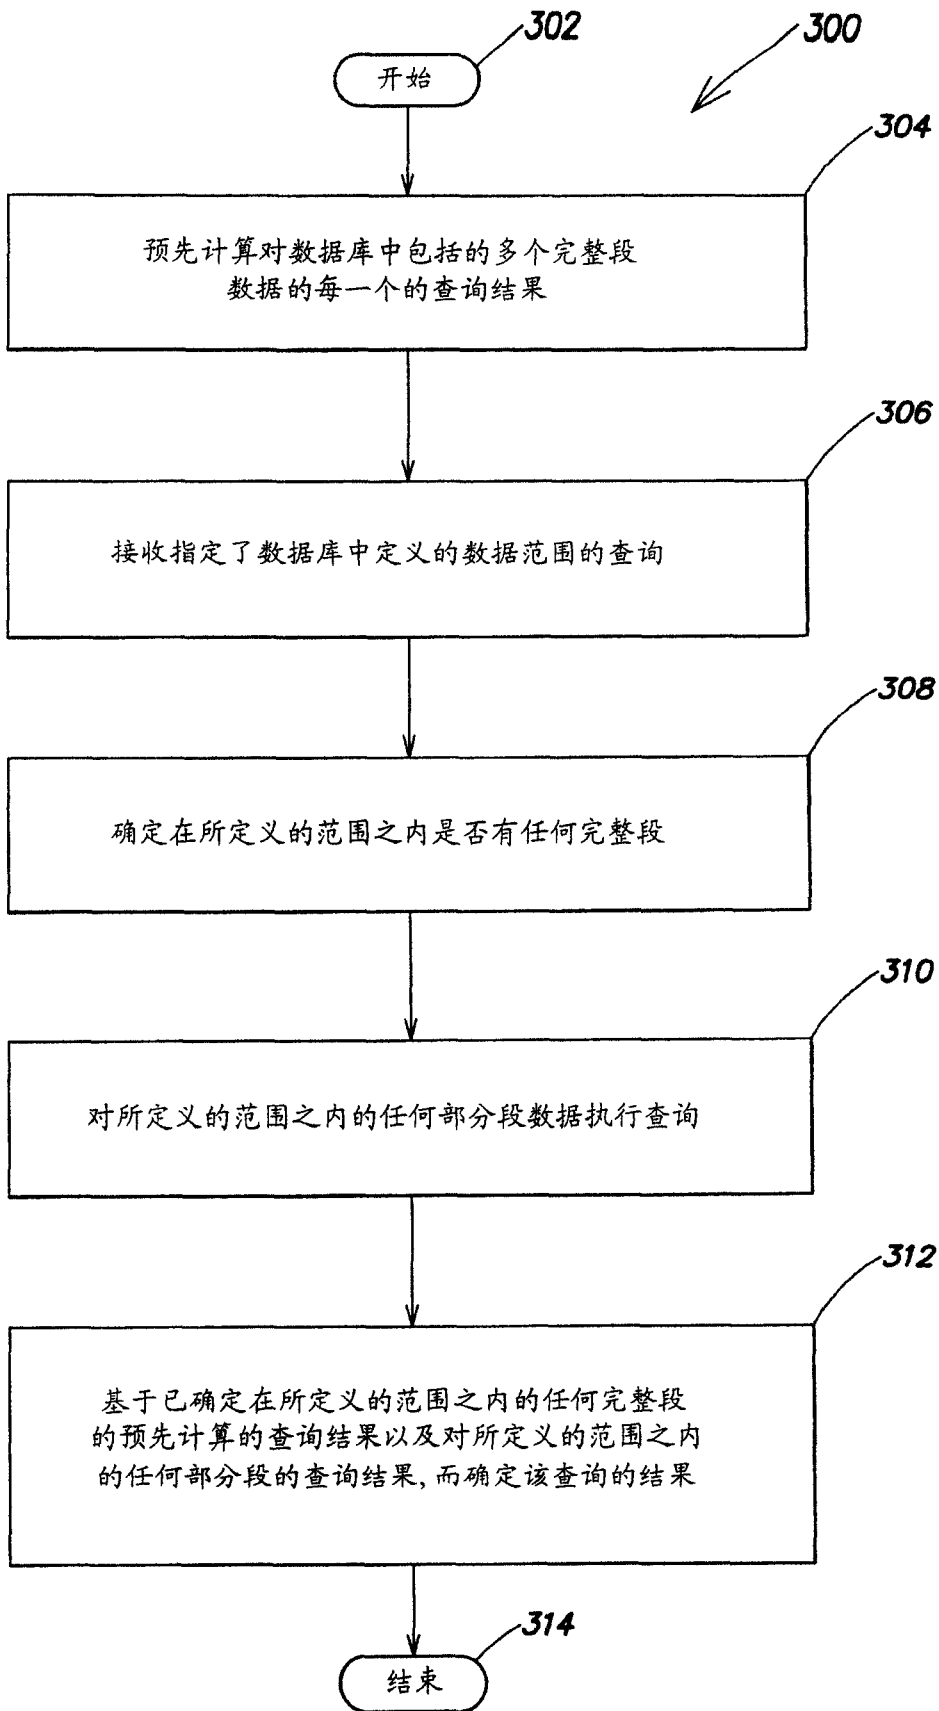 302
300
开始
304
预先计算对数据库中包括的多个完整段
数据的每一个的查询结果
306
接收指定了数据库中定义的数据范围的查询
308
确定在所定义的范围之内是否有任何完整段
310
对所定义的范围之内的任何部分段数据执行查询
312
基于已确定在所定义的范围之内的任何完整段
的预先计算的查询结果以及对所定义的范围之内
的任何部分段的查询结果,而确定该查询的结果
314
结束